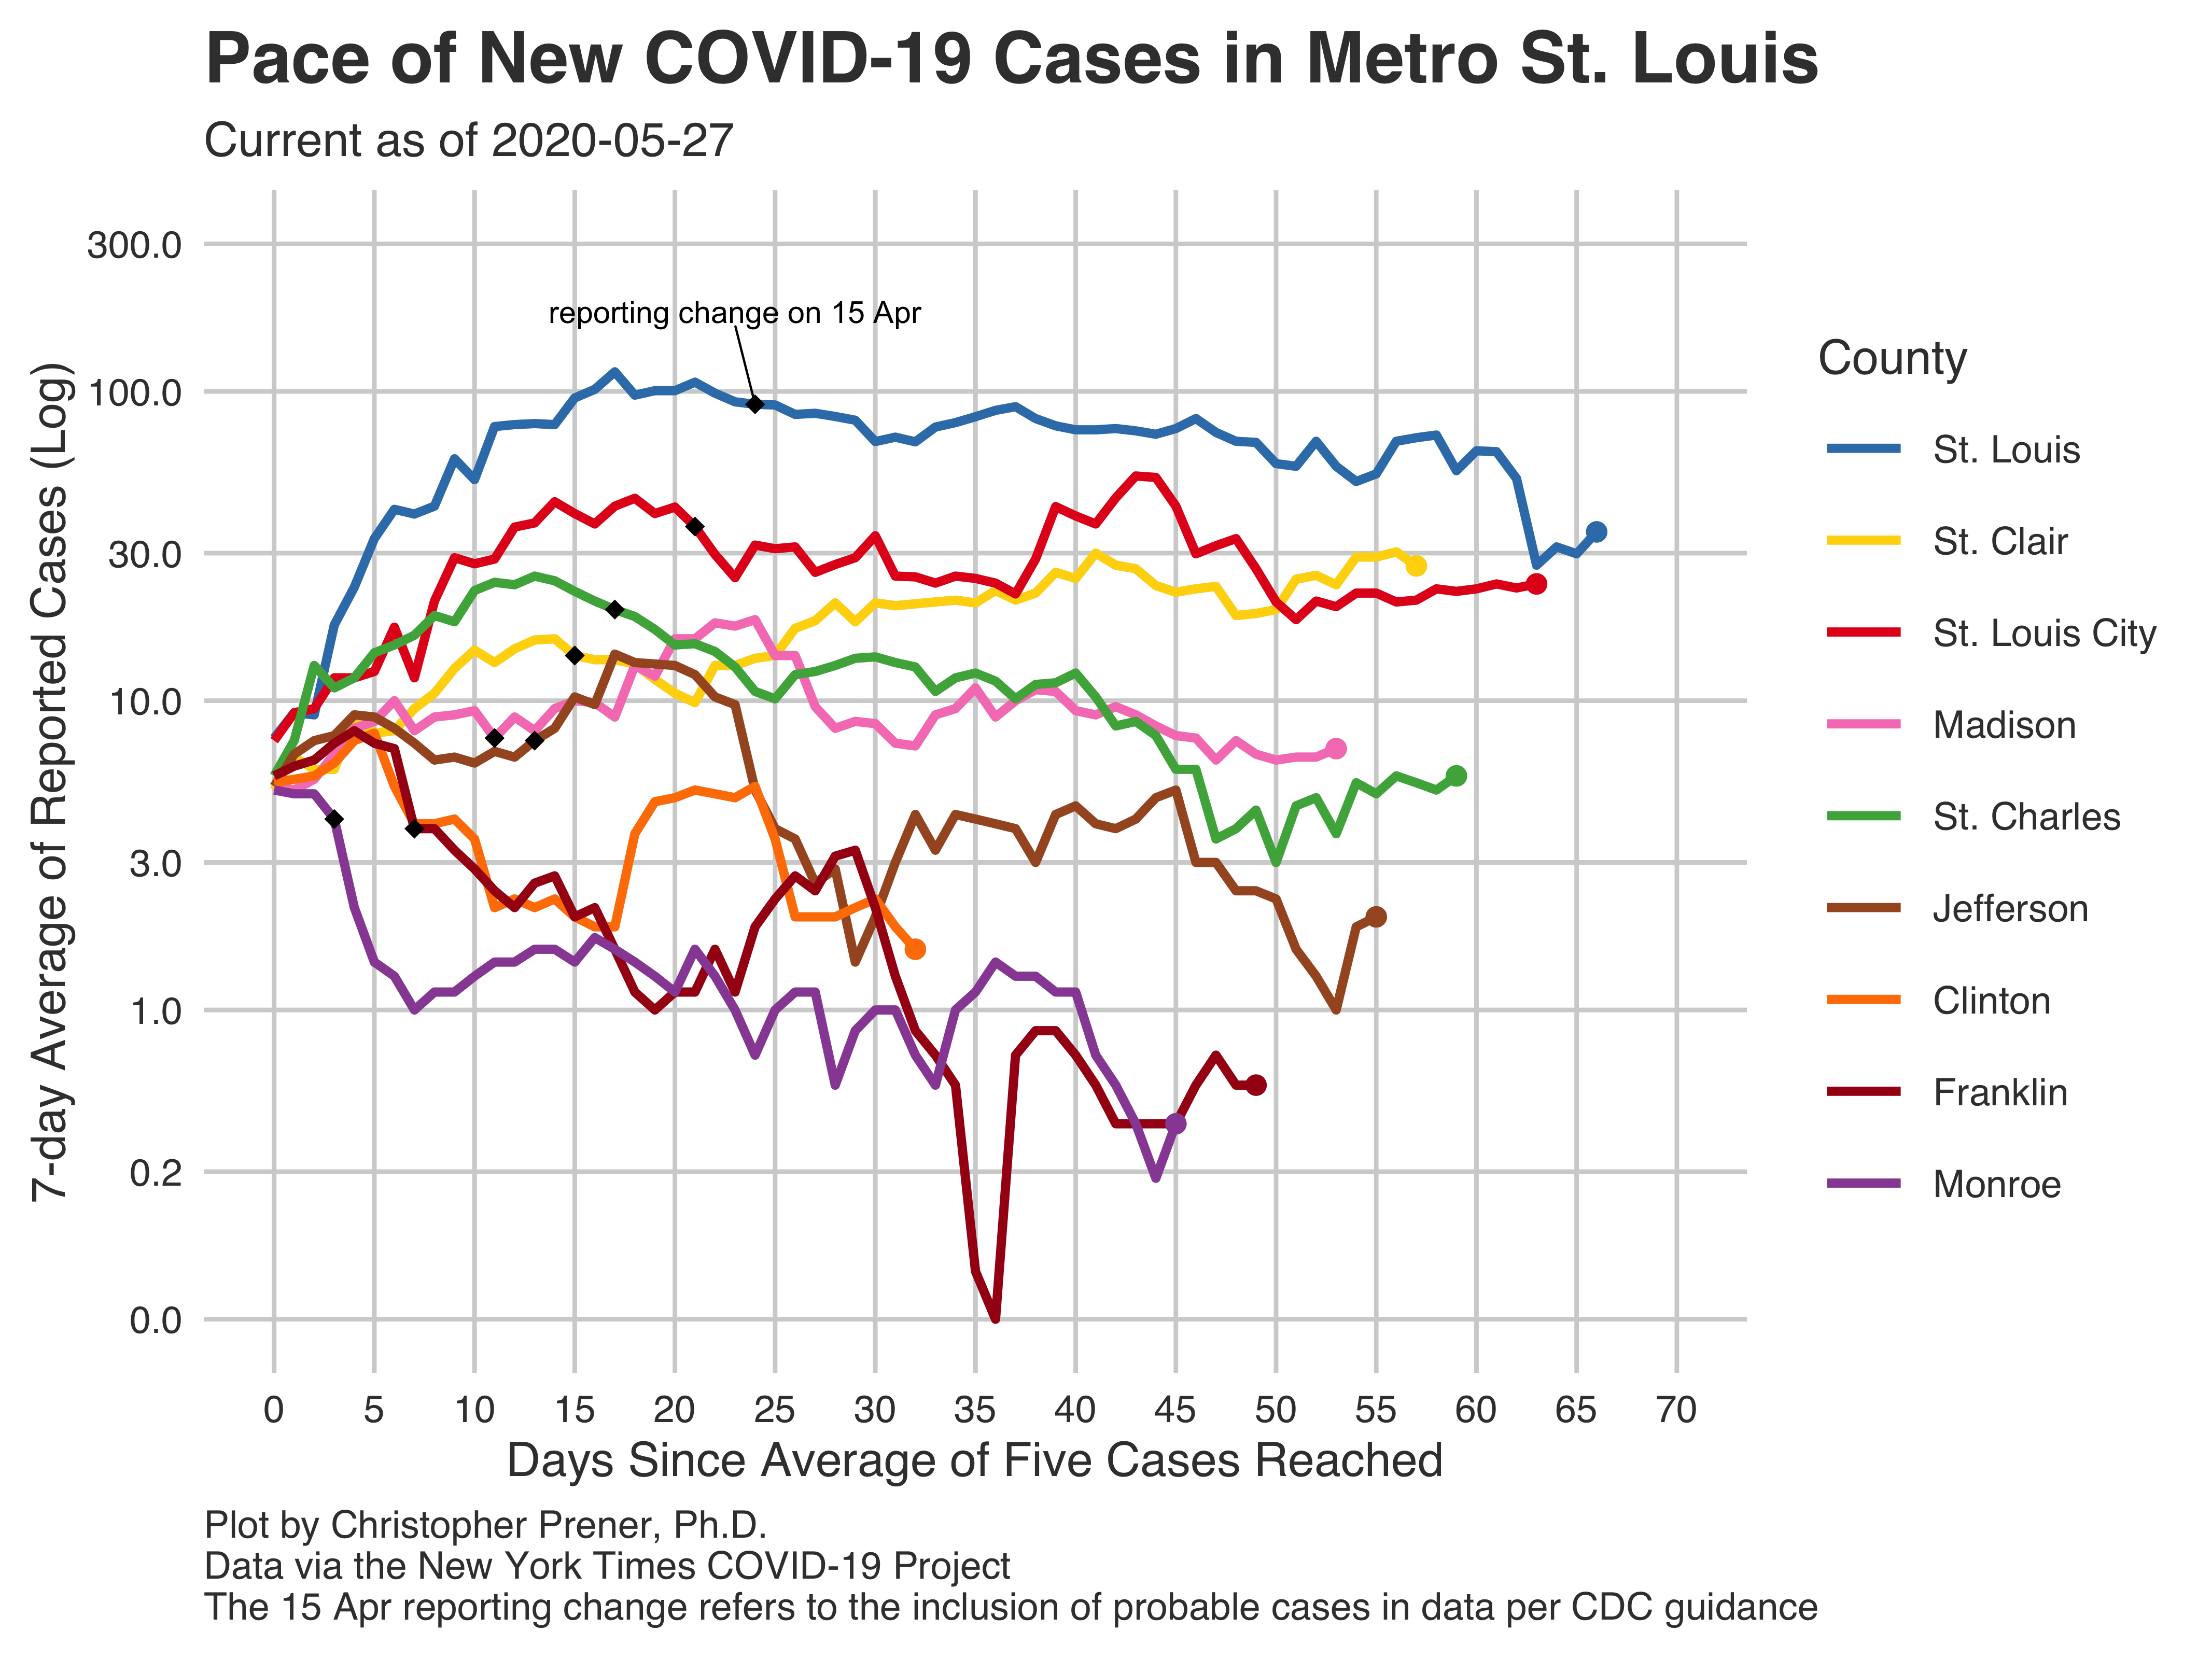 Pace of New COVID-19 Cases in Metro St. Louis
Current as of 2020-05-27
7-day Average of Reported Cases (Log)
300.0
100.0
30.0
10.0
3.0
1.0
0.2
0.0
reporting change on 15 Apr
0 5 10 15 20 25 30 35 40 45 50 55 60 65 70
Days Since Average of Five Cases Reached
County
St. Louis
St. Clair
St. Louis City
Madison
St. Charles
Jefferson
Clinton
Franklin
Monroe
Plot by Christopher Prener, Ph.D.
Data via the New York Times COVID-19 Project
The 15 Apr reporting change refers to the inclusion of probable cases in data per CDC guidance